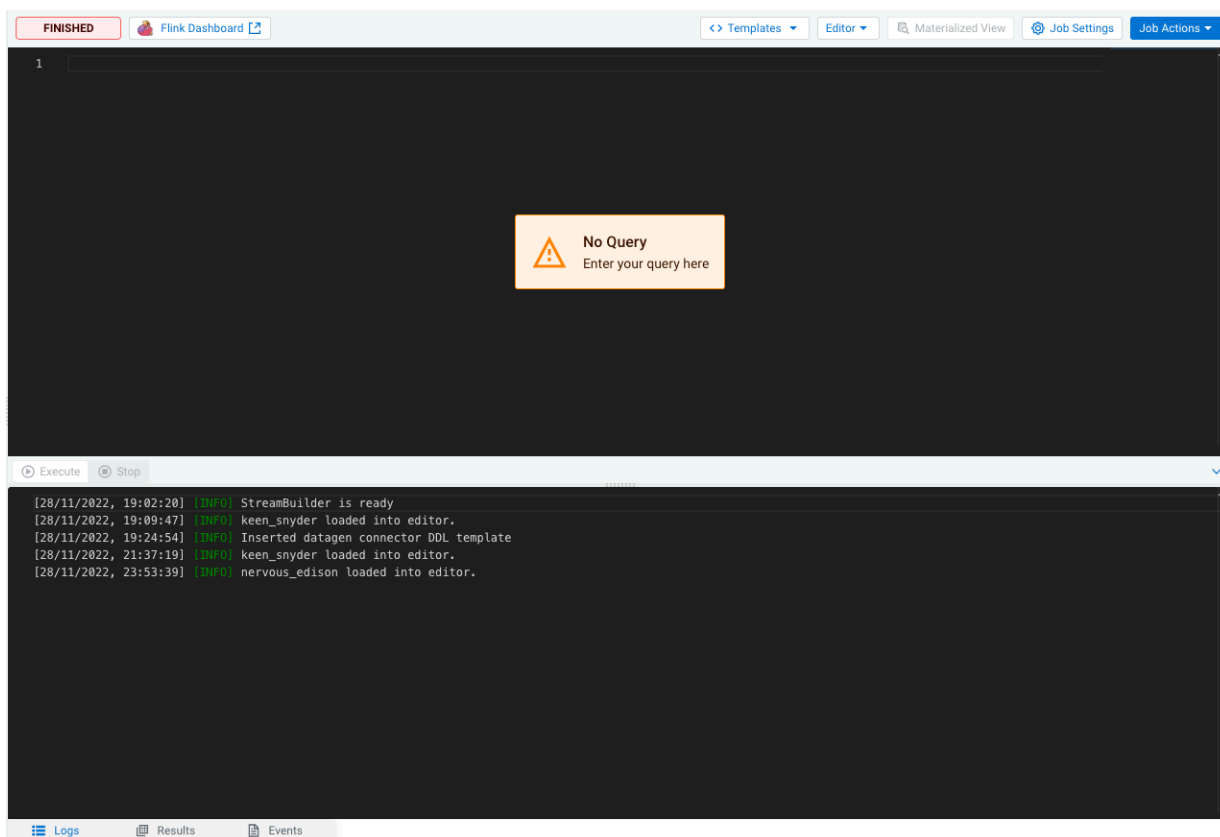 FINISHED Flink Dashboard <> Templates Editor Materialized View Job Settings Job Actions
1
No Query
Enter your query here
Execute Stop
[28/11/2022, 19:02:20] [INFO] StreamBuilder is ready
[28/11/2022, 19:09:47] [INFO] keen_snyder loaded into editor.
[28/11/2022, 19:24:54] [INFO] Inserted datagen connector DDL template
[28/11/2022, 21:37:19] [INFO] keen_snyder loaded into editor.
[28/11/2022, 23:53:39] [INFO] nervous_edison loaded into editor.
Logs Results Events